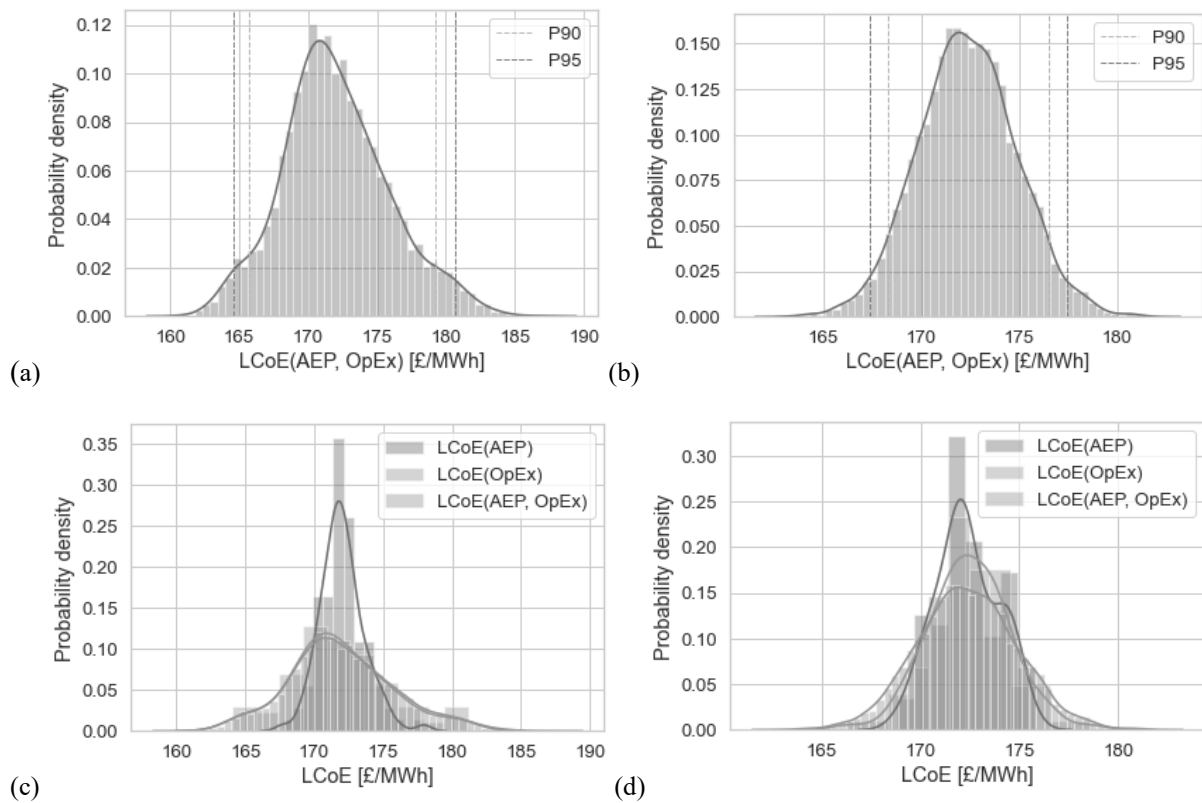 0.12
0.10
0.08
0.06
0.04
0.02
0.00
Probability density
P90
P95
160 165 170 175 180 185 190
LCoE(AEP, OpEx) [£/MWh]
(a)
0.150
0.125
0.100
0.075
0.050
0.025
0.000
Probability density
P90
P95
165 170 175 180
LCoE(AEP, OpEx) [£/MWh]
(b)
0.35
0.30
0.25
0.20
0.15
0.10
0.05
0.00
Probability density
LCoE(AEP)
LCoE(OpEx)
LCoE(AEP, OpEx)
160 165 170 175 180 185 190
LCoE [£/MWh]
(c)
0.30
0.25
0.20
0.15
0.10
0.05
0.00
Probability density
LCoE(AEP)
LCoE(OpEx)
LCoE(AEP, OpEx)
165 170 175 180
LCoE [£/MWh]
(d)